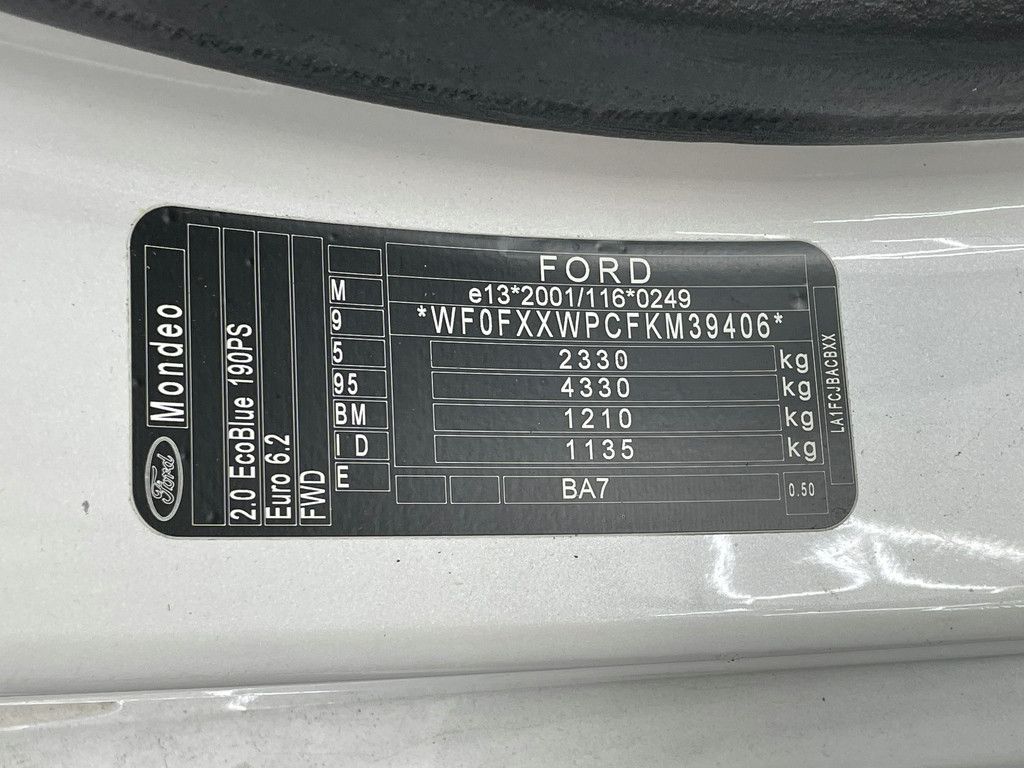 FORD
e13*2001/116*0249
*WF0FXXWPCFKM39406*
2330 kg
4330 kg
1210 kg
1135 kg
BA7
0.50
M
9
5
95
BM
I D
E
Ford
Mondeo
2.0 EcoBlue 190PS
Euro 6.2
FWD
LA1FCJBACBXX